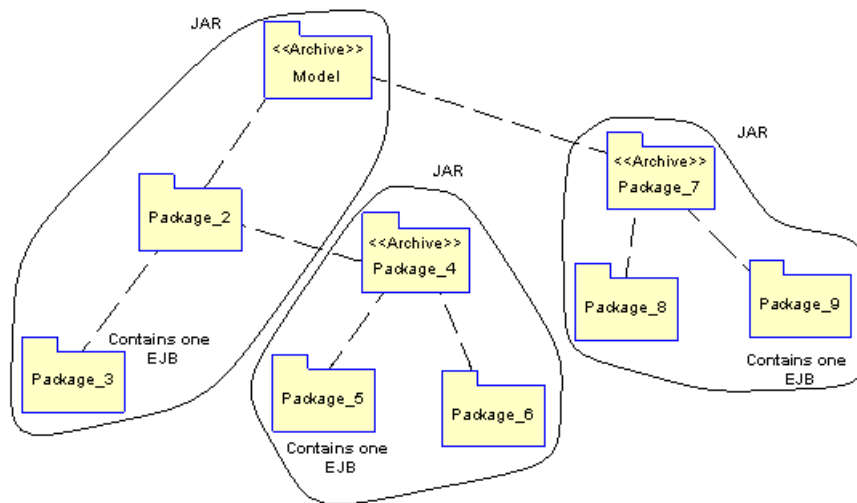 JAR
<<Archive>>
Model
JAR
<<Archive>>
Package_7
JAR
Package_2
<<Archive>>
Package_4
Package_8
Package_9
Contains one
EJB
Package_3
Contains one
EJB
Package_5
Package_6
Contains one
EJB